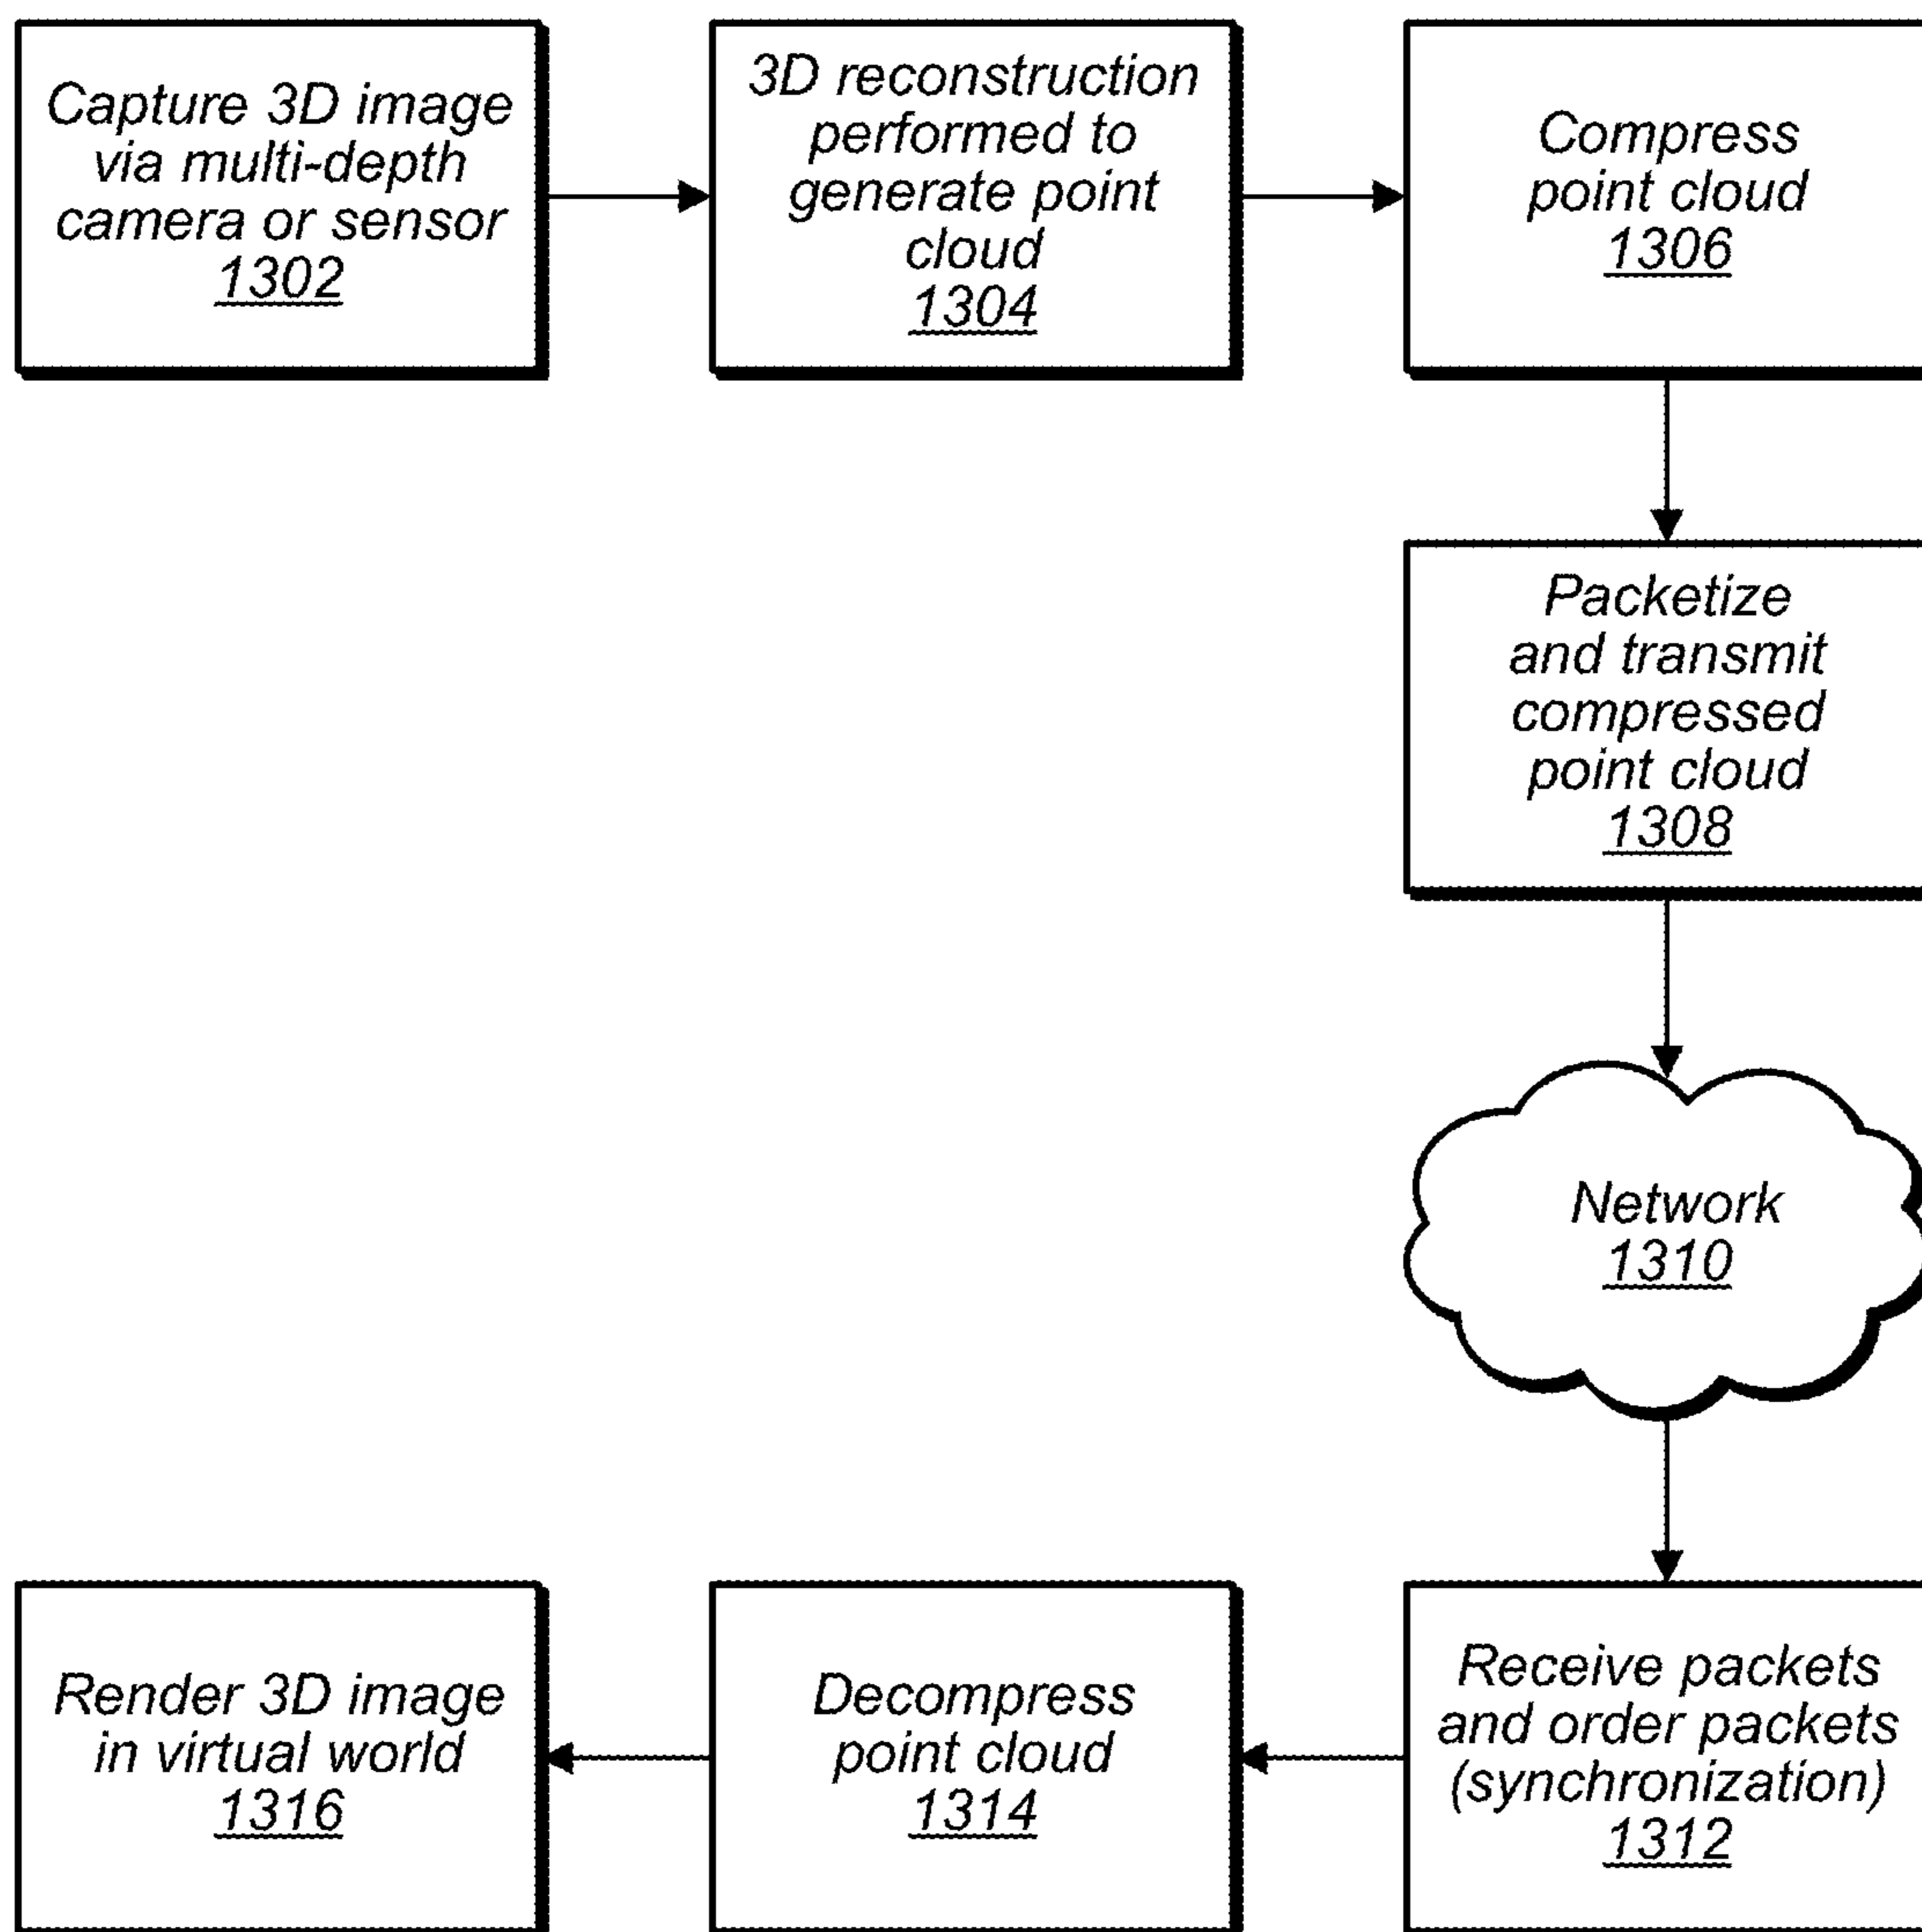 Capture 3D image
via multi-depth
camera or sensor
1302
3D reconstruction
performed to
generate point
cloud
1304
Compress
point cloud
1306
Packetize
and transmit
compressed
point cloud
1308
Network
1310
Receive packets
and order packets
(synchronization)
1312
Decompress
point cloud
1314
Render 3D image
in virtual world
1316